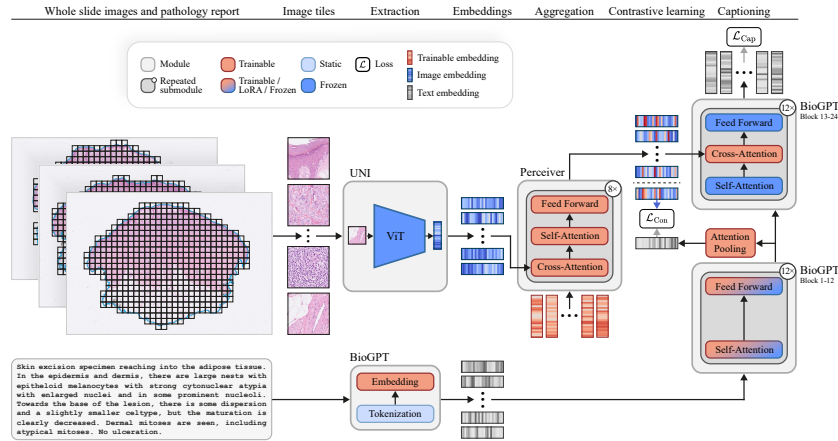 Whole slide images and pathology report
Image tiles
Extraction
Embeddings
Aggregation
Contrastive learning
Captioning
Module
Trainable
Static
ℒ Loss
Trainable embedding
Repeated submodule
Trainable / LoRA / Frozen
Frozen
Image embedding
Text embedding
ℒCap
BioGPT
Block 13-24
12×
Feed Forward
Cross-Attention
Self-Attention
UNI
ViT
Perceiver
8×
Feed Forward
Self-Attention
Cross-Attention
ℒCon
Attention
Pooling
BioGPT
Block 1-12
12×
Feed Forward
Self-Attention
Skin excision specimen reaching into the adipose tissue.
In the epidermis and dermis, there are large nests with
epitheloid melanocytes with strong cytonuclear atypia
with enlarged nuclei and in some prominent nucleoli.
Towards the base of the lesion, there is some dispersion
and a slightly smaller celtype, but the maturation is
clearly decreased. Dermal mitoses are seen, including
atypical mitoses. No ulceration.
BioGPT
Embedding
Tokenization